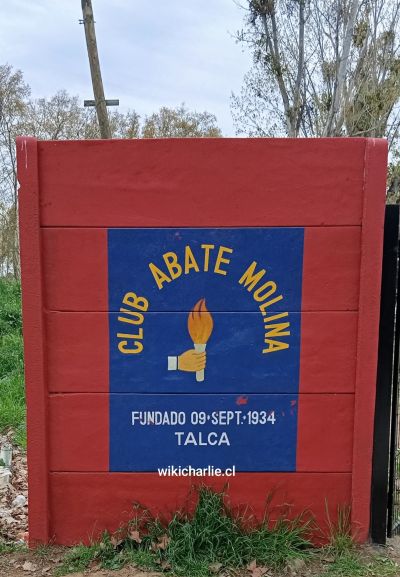 CLUB ABATE MOLINA
FUNDADO 09·SEPT.·1934
TALCA
wikicharlie.cl